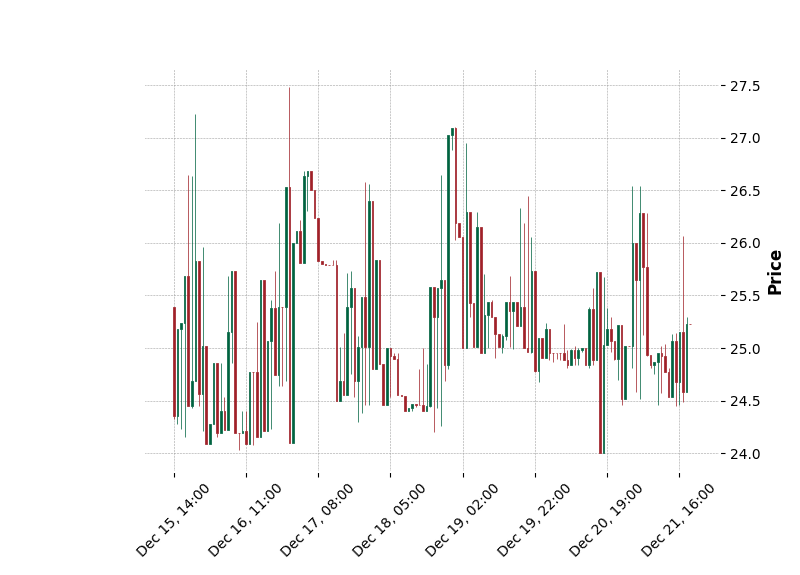 27.5
27.0
26.5
26.0
25.5
25.0
24.5
24.0
Price
Dec 15, 14:00
Dec 16, 11:00
Dec 17, 08:00
Dec 18, 05:00
Dec 19, 02:00
Dec 19, 22:00
Dec 20, 19:00
Dec 21, 16:00